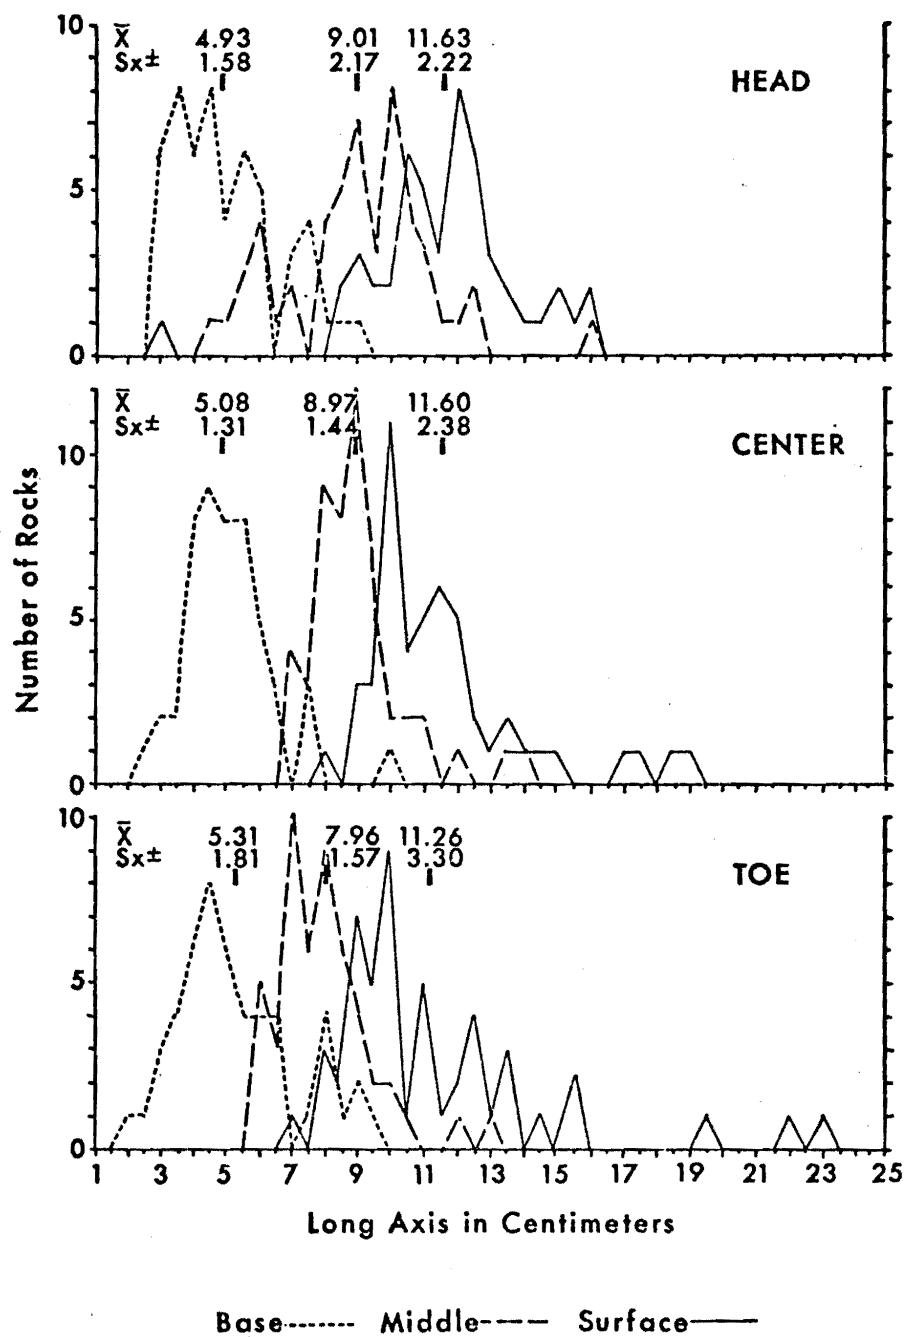 10
X̄ 4.93 9.01 11.63
Sx± 1.58 2.17 2.22
HEAD
5
0
X̄ 5.08 8.97 11.60
Sx± 1.31 1.44 2.38
CENTER
10
5
0
Number of Rocks
10
X̄ 5.31 7.96 11.26
Sx± 1.81 1.57 3.30
TOE
5
0
1 3 5 7 9 11 13 15 17 19 21 23 25
Long Axis in Centimeters
Base Middle Surface